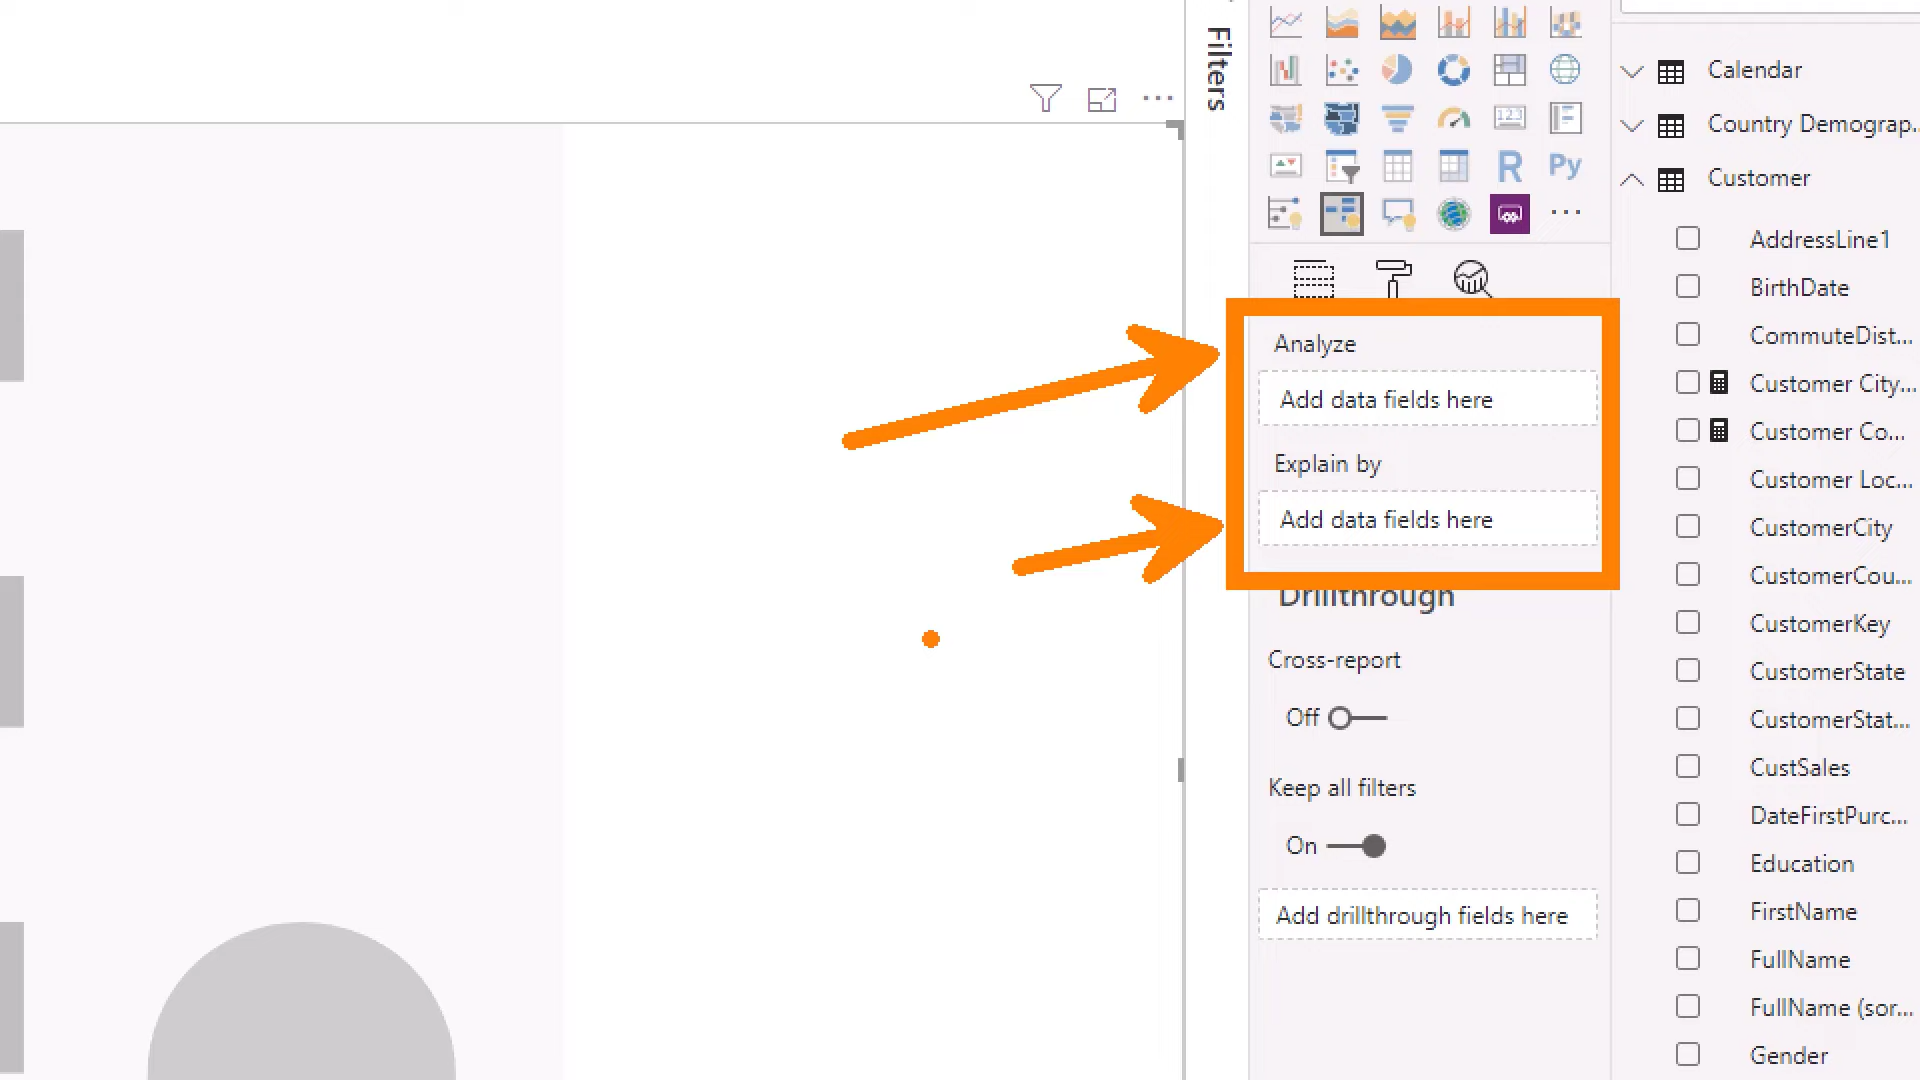 Filters
123
R
Py
Analyze
Add data fields here
Explain by
Add data fields here
Drillthrough
Cross-report
Off
Keep all filters
On
Add drillthrough fields here
Calendar
Country Demograp...
Customer
AddressLine1
BirthDate
CommuteDist...
Customer City...
Customer Co...
Customer Loc...
CustomerCity
CustomerCou...
CustomerKey
CustomerState
CustomerStat...
CustSales
DateFirstPurc...
Education
FirstName
FullName
FullName (sor...
Gender